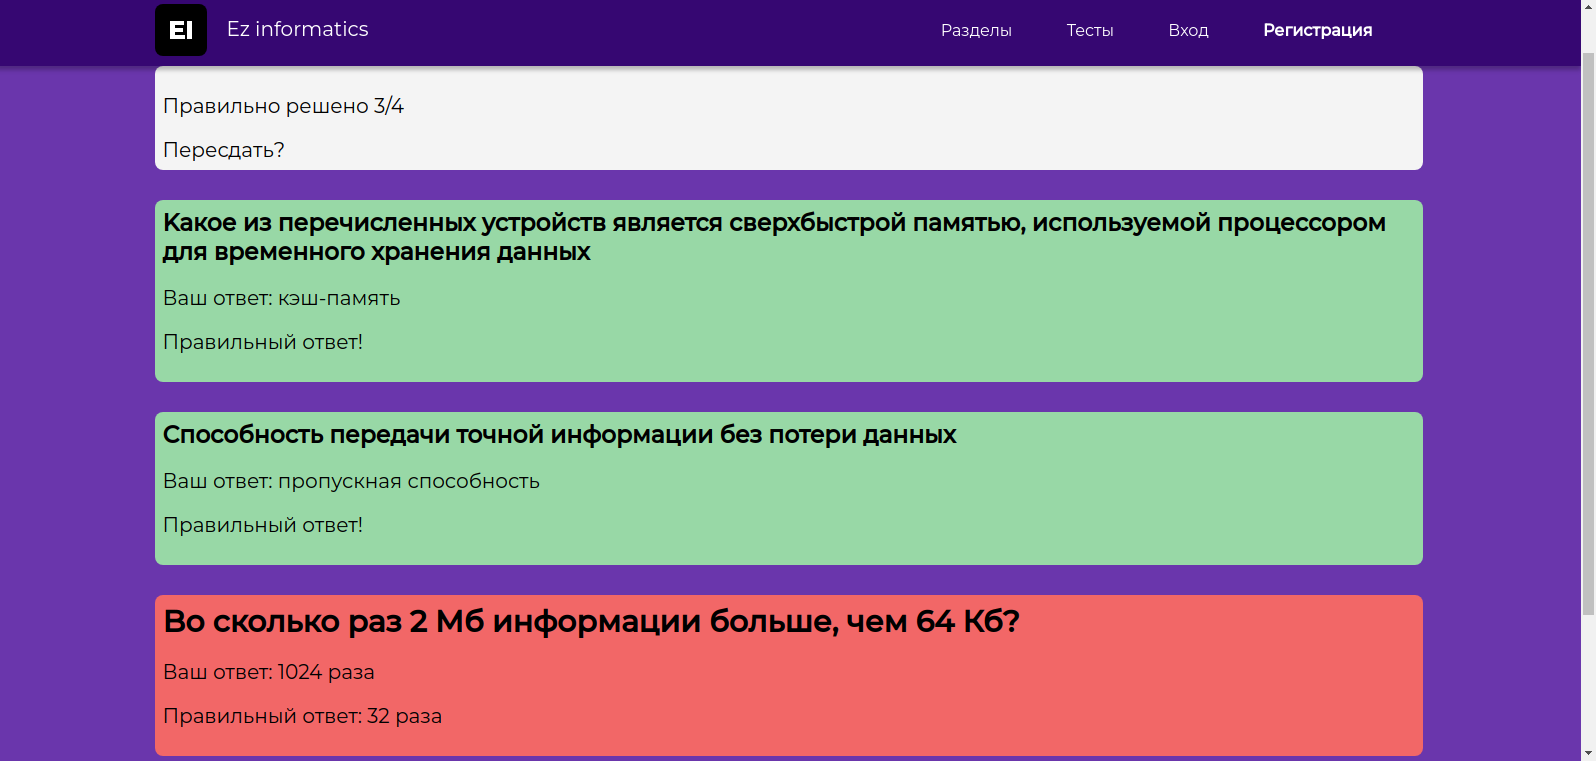 EI
Ez informatics
Разделы
Тесты
Вход
Регистрация
Правильно решено 3/4
Пересдать?
Какое из перечисленных устройств является сверхбыстрой памятью, используемой процессором
для временного хранения данных
Ваш ответ: кэш-память
Правильный ответ!
Способность передачи точной информации без потери данных
Ваш ответ: пропускная способность
Правильный ответ!
Во сколько раз 2 Мб информации больше, чем 64 Кб?
Ваш ответ: 1024 раза
Правильный ответ: 32 раза